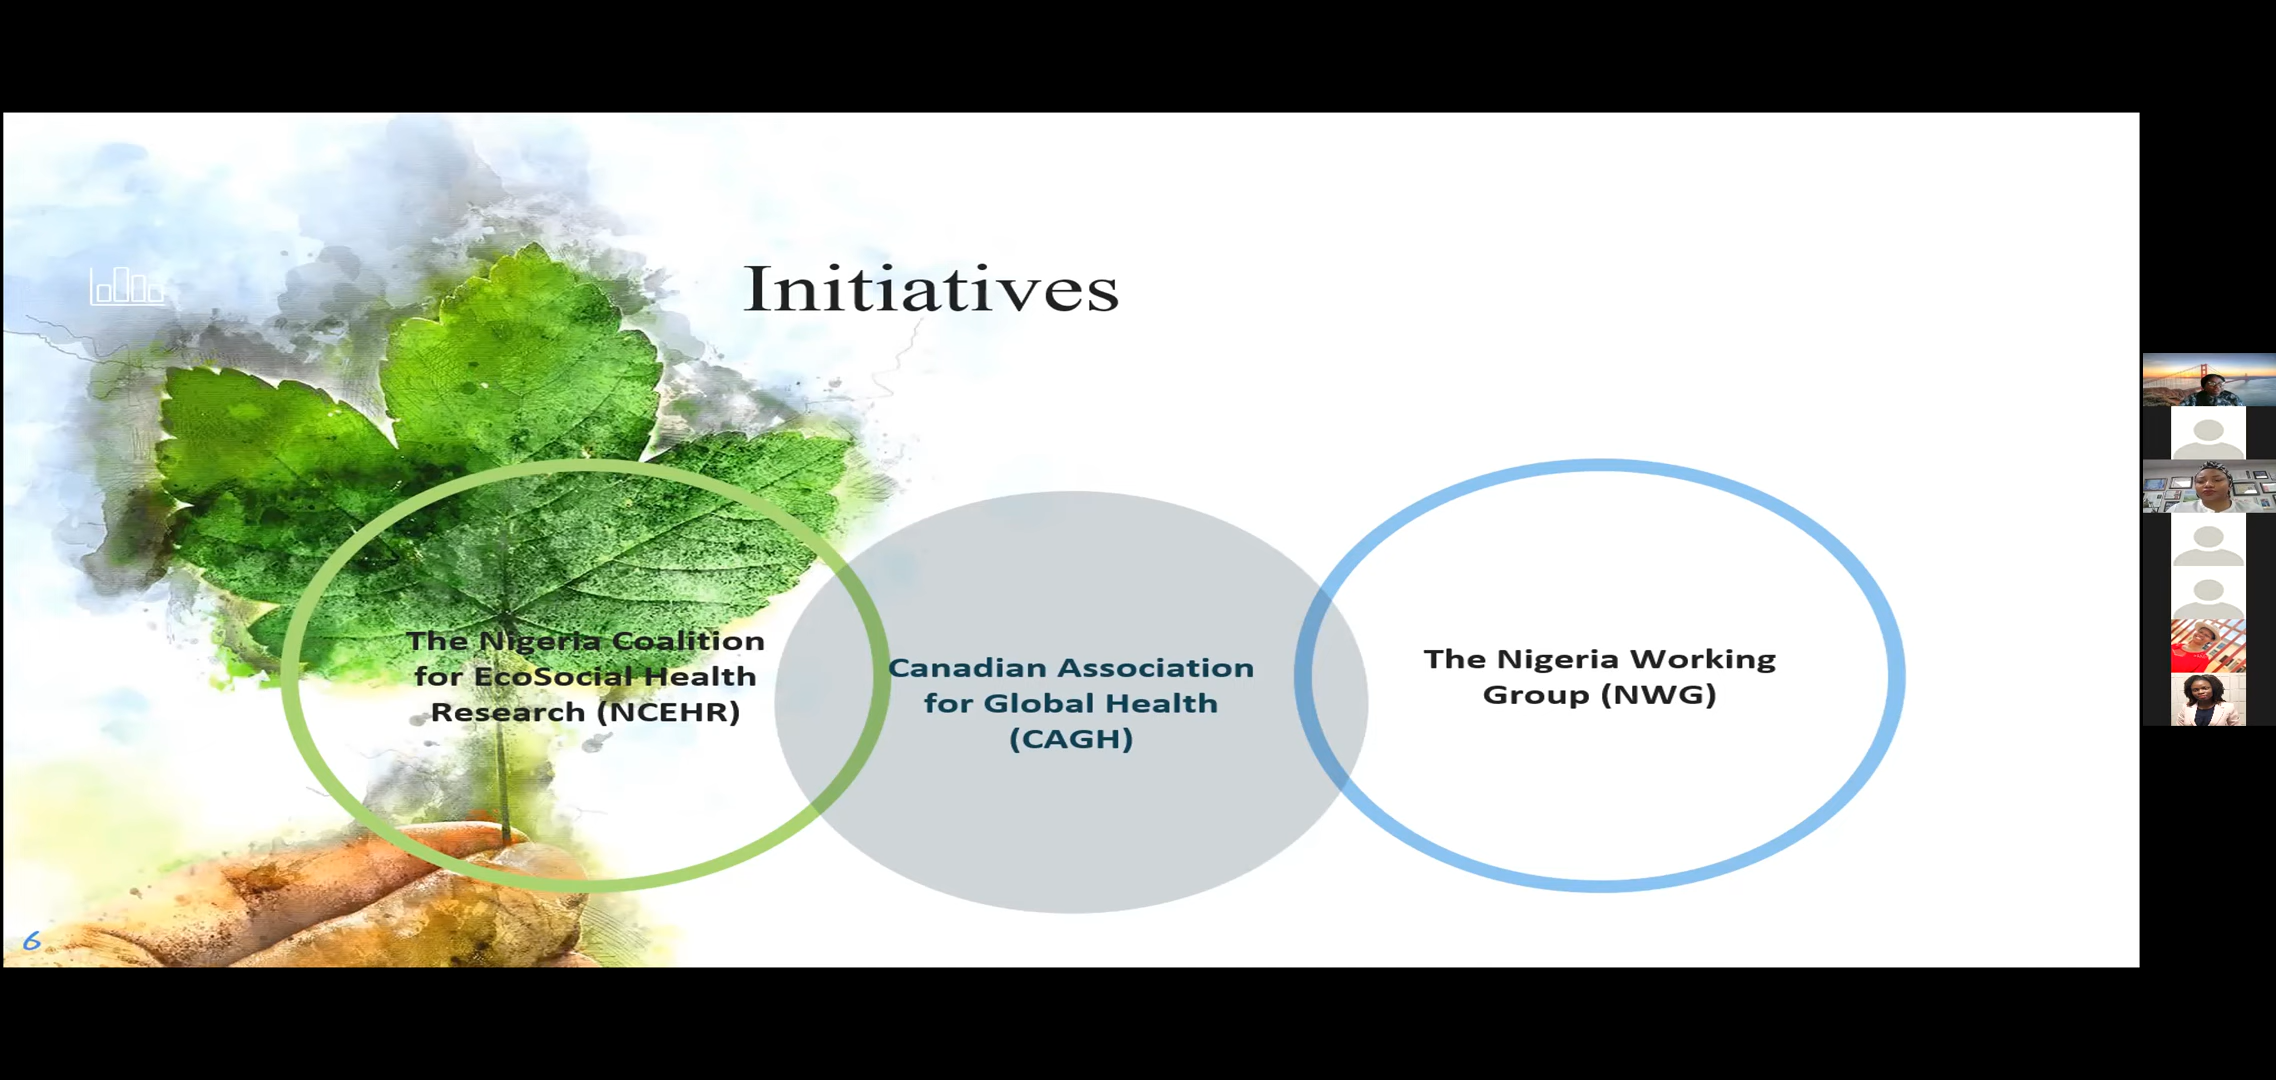 Initiatives
The Nigeria Coalition
for EcoSocial Health
Research (NCEHR)
Canadian Association
for Global Health
(CAGH)
The Nigeria Working
Group (NWG)
6